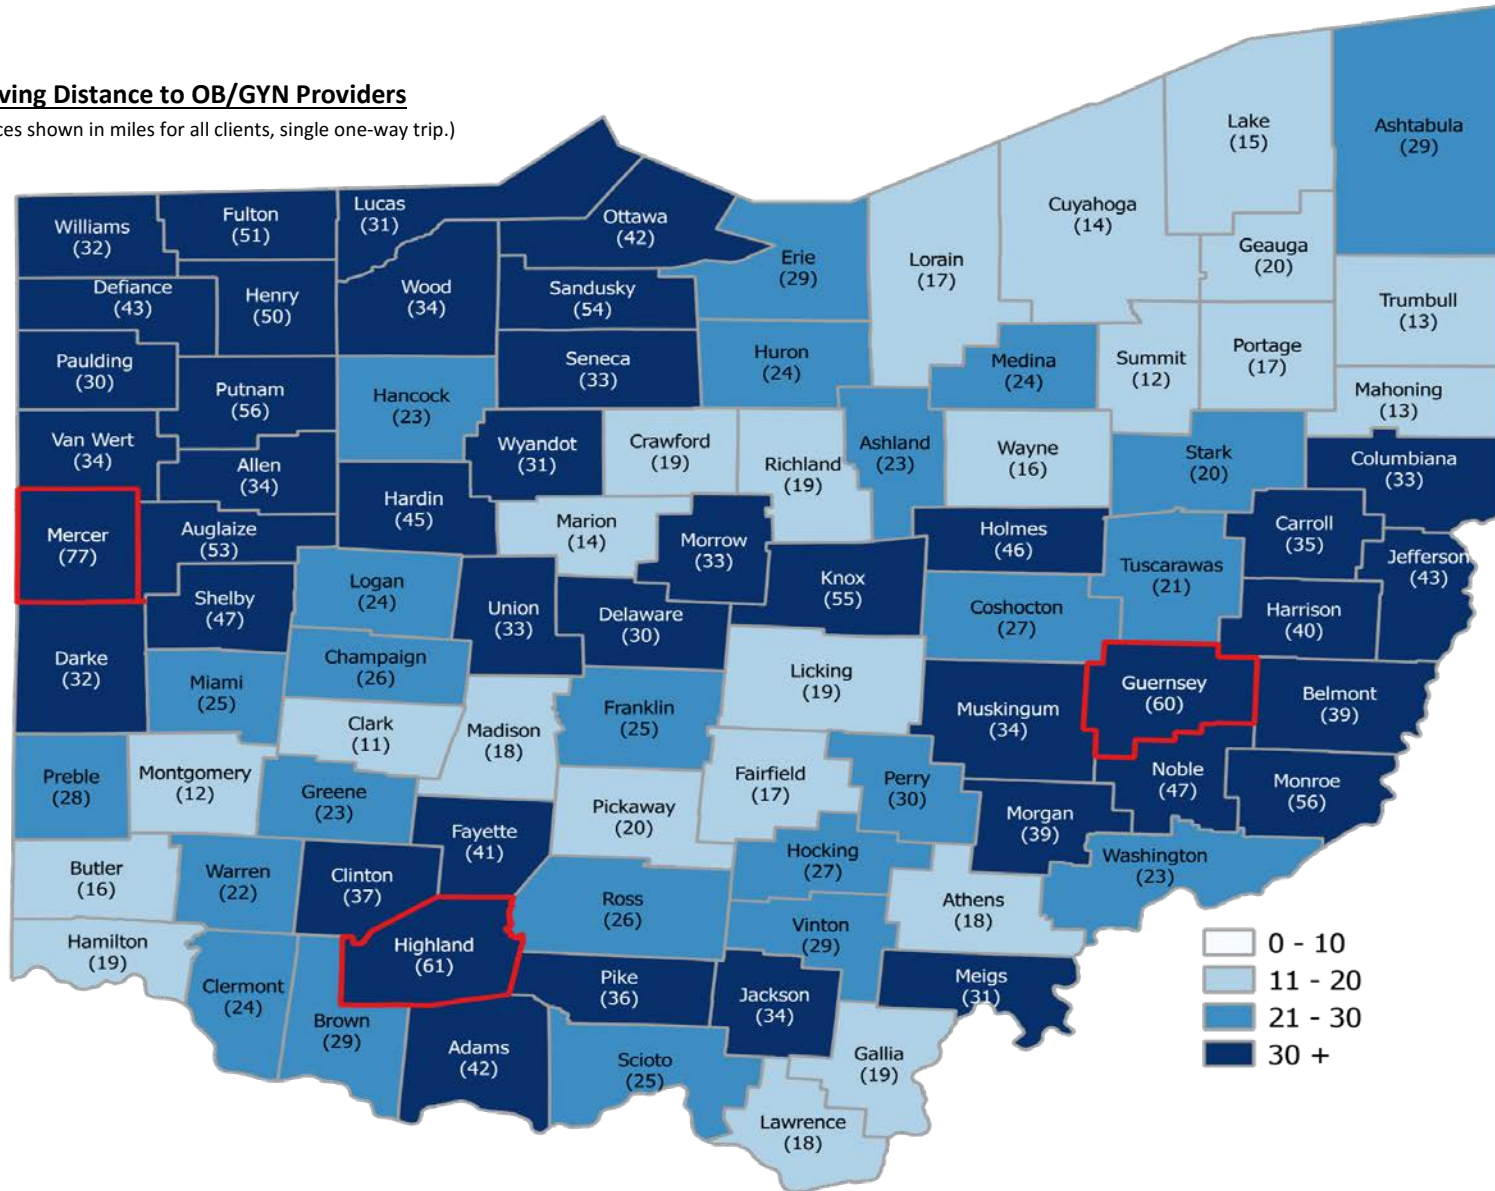 ving Distance to OB/GYN Providers
ces shown in miles for all clients, single one-way trip.)
Lake
(15)
Ashtabula
(29)
Williams
(32)
Fulton
(51)
Lucas
(31)
Ottawa
(42)
Erie
(29)
Lorain
(17)
Cuyahoga
(14)
Geauga
(20)
Trumbull
(13)
Defiance
(43)
Henry
(50)
Wood
(34)
Sandusky
(54)
Paulding
(30)
Putnam
(56)
Hancock
(23)
Seneca
(33)
Huron
(24)
Medina
(24)
Summit
(12)
Portage
(17)
Mahoning
(13)
Van Wert
(34)
Allen
(34)
Hardin
(45)
Wyandot
(31)
Crawford
(19)
Richland
(19)
Ashland
(23)
Wayne
(16)
Stark
(20)
Columbiana
(33)
Mercer
(77)
Auglaize
(53)
Marion
(14)
Morrow
(33)
Holmes
(46)
Carroll
(35)
Jefferson
(43)
Shelby
(47)
Logan
(24)
Union
(33)
Delaware
(30)
Knox
(55)
Coshocton
(27)
Tuscarawas
(21)
Harrison
(40)
Darke
(32)
Miami
(25)
Champaign
(26)
Franklin
(25)
Licking
(19)
Muskingum
(34)
Guernsey
(60)
Belmont
(39)
Clark
(11)
Madison
(18)
Preble
(28)
Montgomery
(12)
Greene
(23)
Fayette
(41)
Pickaway
(20)
Fairfield
(17)
Perry
(30)
Morgan
(39)
Noble
(47)
Monroe
(56)
Butler
(16)
Warren
(22)
Clinton
(37)
Ross
(26)
Hocking
(27)
Vinton
(29)
Athens
(18)
Washington
(23)
Hamilton
(19)
Clermont
(24)
Brown
(29)
Highland
(61)
Adams
(42)
Pike
(36)
Scioto
(25)
Jackson
(34)
Meigs
(31)
Gallia
(19)
Lawrence
(18)
0 - 10
11 - 20
21 - 30
30 +